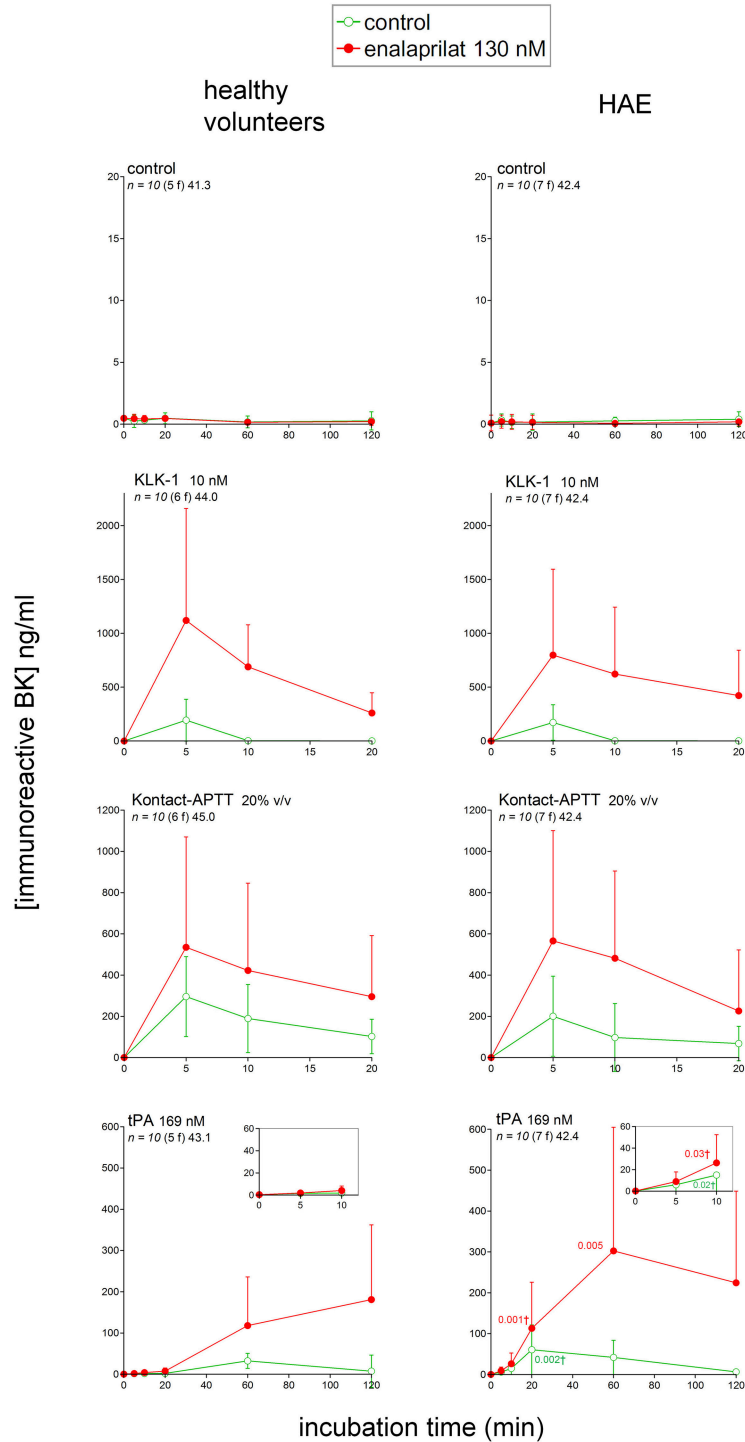 control
enalaprilat 130 nM
healthy
volunteers
HAE
[immunoreactive BK] ng/ml
control
n = 10 (5 f) 41.3
20
15
10
5
0
0 20 40 60 80 100 120
control
n = 10 (7 f) 42.4
20
15
10
5
0
0 20 40 60 80 100 120
KLK-1 10 nM
n = 10 (6 f) 44.0
2000
1500
1000
500
0
0 5 10 15 20
KLK-1 10 nM
n = 10 (7 f) 42.4
2000
1500
1000
500
0
0 5 10 15 20
Kontact-APTT 20% v/v
n = 10 (6 f) 45.0
1200
1000
800
600
400
200
0
0 5 10 15 20
Kontact-APTT 20% v/v
n = 10 (7 f) 42.4
1200
1000
800
600
400
200
0
0 5 10 15 20
tPA 169 nM
n = 10 (5 f) 43.1
600
500
400
300
200
100
0
0 20 40 60 80 100 120
60
40
20
0
0 5 10
tPA 169 nM
n = 10 (7 f) 42.4
600
500
400
300
200
100
0
0 20 40 60 80 100 120
0.001†
0.002†
0.005
60
40
20
0
0 5 10
0.03†
0.02†
incubation time (min)